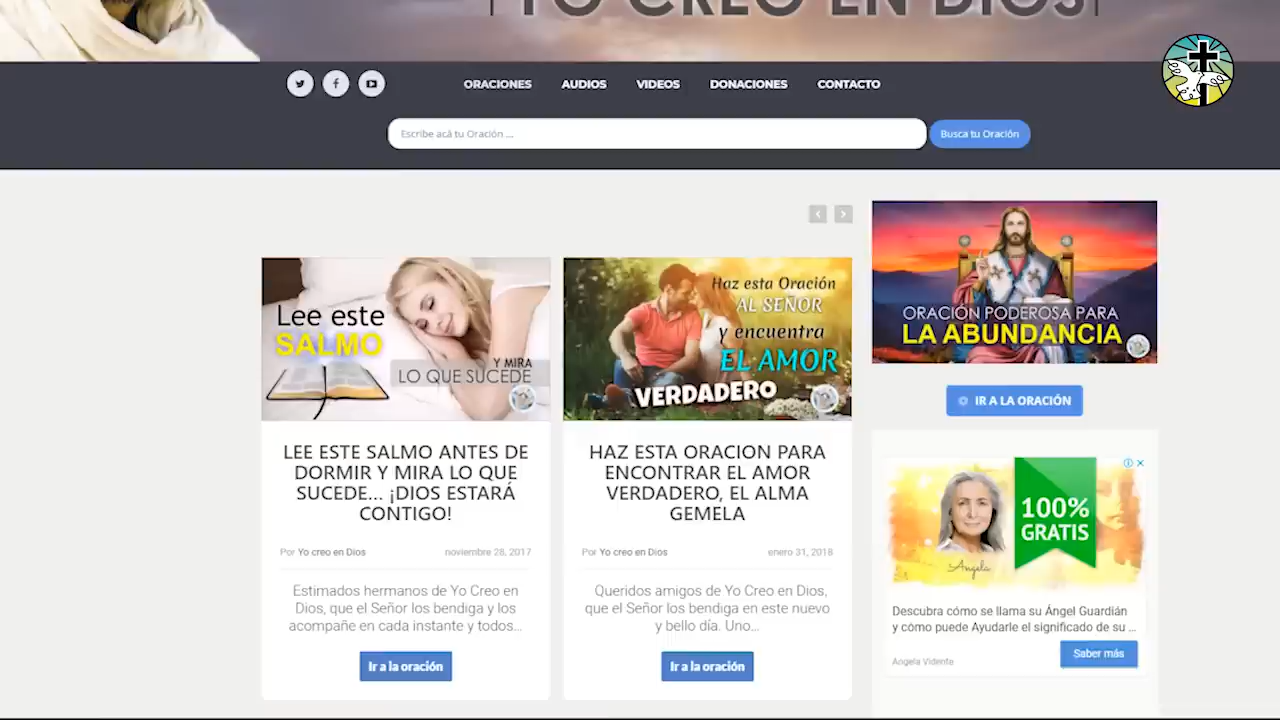 YO CREO EN DIOS
ORACIONES AUDIOS VIDEOS DONACIONES CONTACTO
Escribe acá tu Oración ...
Busca tu Oración
Lee este
SALMO
Y MIRA
LO QUE SUCEDE
LEE ESTE SALMO ANTES DE
DORMIR Y MIRA LO QUE
SUCEDE... ¡DIOS ESTARÁ
CONTIGO!
Por Yo creo en Dios noviembre 28, 2017
Estimados hermanos de Yo Creo en
Dios, que el Señor los bendiga y los
acompañe en cada instante y todos...
Ir a la oración
Haz esta Oración
AL SEÑOR
y encuentra
EL AMOR
VERDADERO
HAZ ESTA ORACION PARA
ENCONTRAR EL AMOR
VERDADERO, EL ALMA
GEMELA
Por Yo creo en Dios enero 31, 2018
Queridos amigos de Yo Creo en Dios,
que el Señor los bendiga en este nuevo
y bello día. Uno...
Ir a la oración
ORACIÓN PODEROSA PARA
LA ABUNDANCIA
IR A LA ORACIÓN
100%
GRATIS
Angela
Descubra cómo se llama su Ángel Guardián
y cómo puede Ayudarle el significado de su ...
Angela Vidente
Saber más